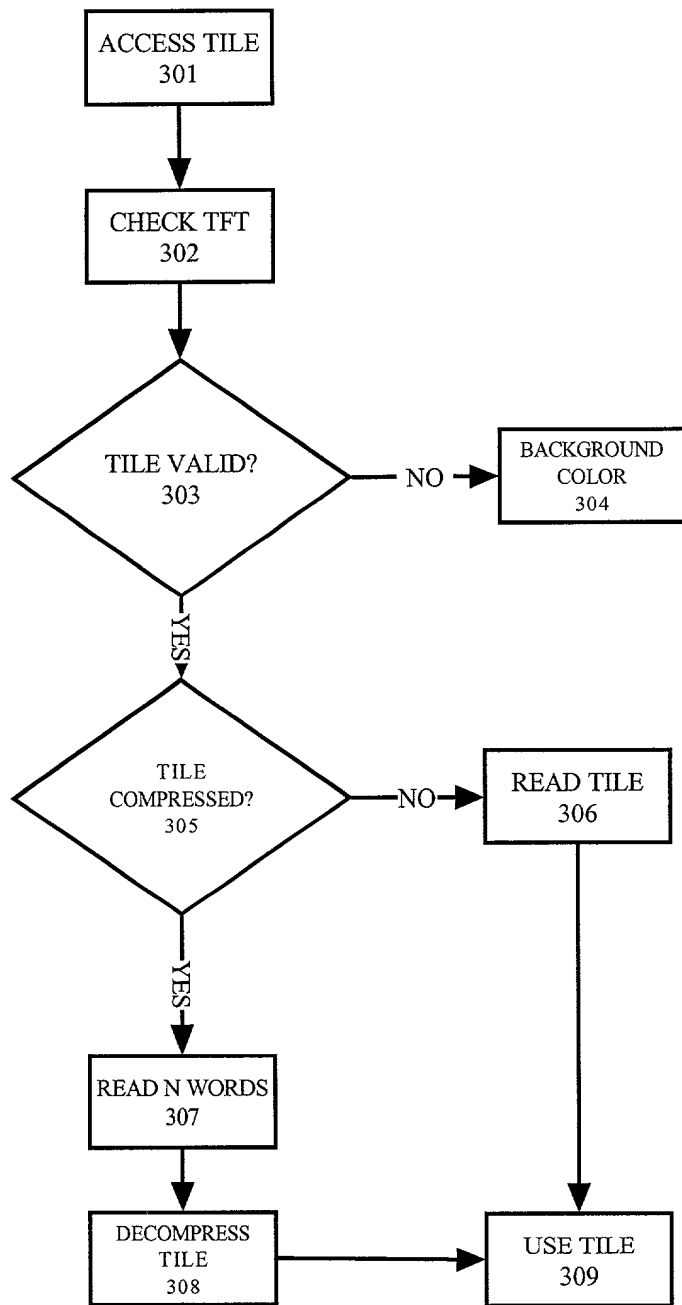 ACCESS TILE
301
CHECK TFT
302
TILE VALID?
303
NO
BACKGROUND
COLOR
304
YES
TILE
COMPRESSED?
305
NO
READ TILE
306
YES
READ N WORDS
307
DECOMPRESS
TILE
308
USE TILE
309